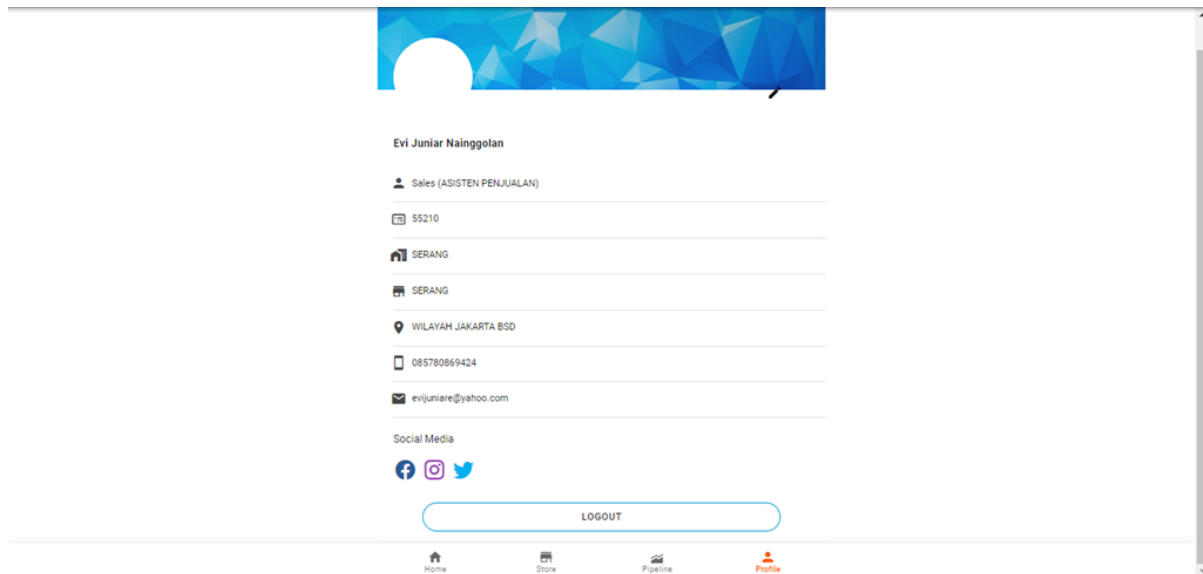 Evi Juniar Nainggolan
Sales (ASISTEN PENJUALAN)
55210
SERANG
SERANG
WILAYAH JAKARTA BSD
085780869424
evijuniare@yahoo.com
Social Media
LOGOUT
Home Store Pipeline Profile